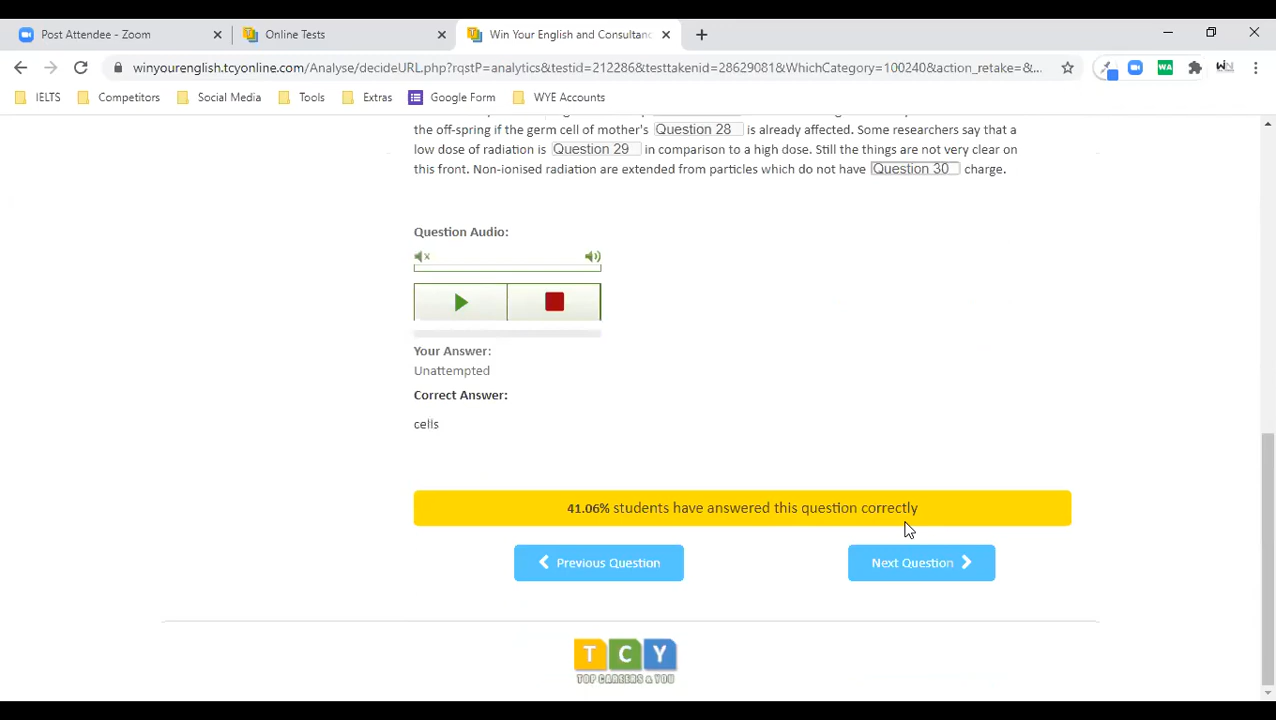 Post Attendee - Zoom
Online Tests
Win Your English and Consultanc
winyourenglish.tcyonline.com/Analyse/decideURL.php?rqstP=analytics&testid=212286&testtakenid=28629081&WhichCategory=100240&action_retake=&...
IELTS Competitors Social Media Tools Extras Google Form WYE Accounts
the off-spring if the germ cell of mother's Question 28 is already affected. Some researchers say that a
low dose of radiation is Question 29 in comparison to a high dose. Still the things are not very clear on
this front. Non-ionised radiation are extended from particles which do not have Question 30 charge.
Question Audio:
Your Answer:
Unattempted
Correct Answer:
cells
41.06% students have answered this question correctly
Previous Question
Next Question
T C Y
TOP CAREERS & YOU